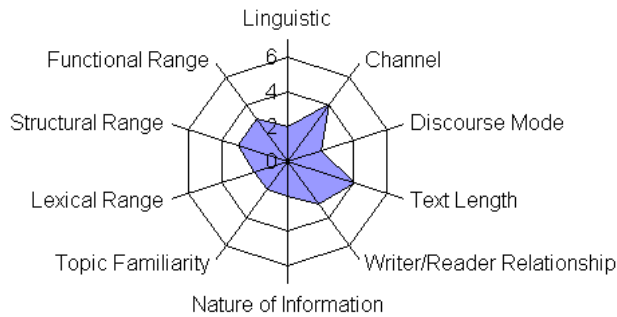 Linguistic
6
Functional Range
Channel
4
Structural Range
2
Discourse Mode
0
Lexical Range
Text Length
Topic Familiarity
Writer/Reader Relationship
Nature of Information